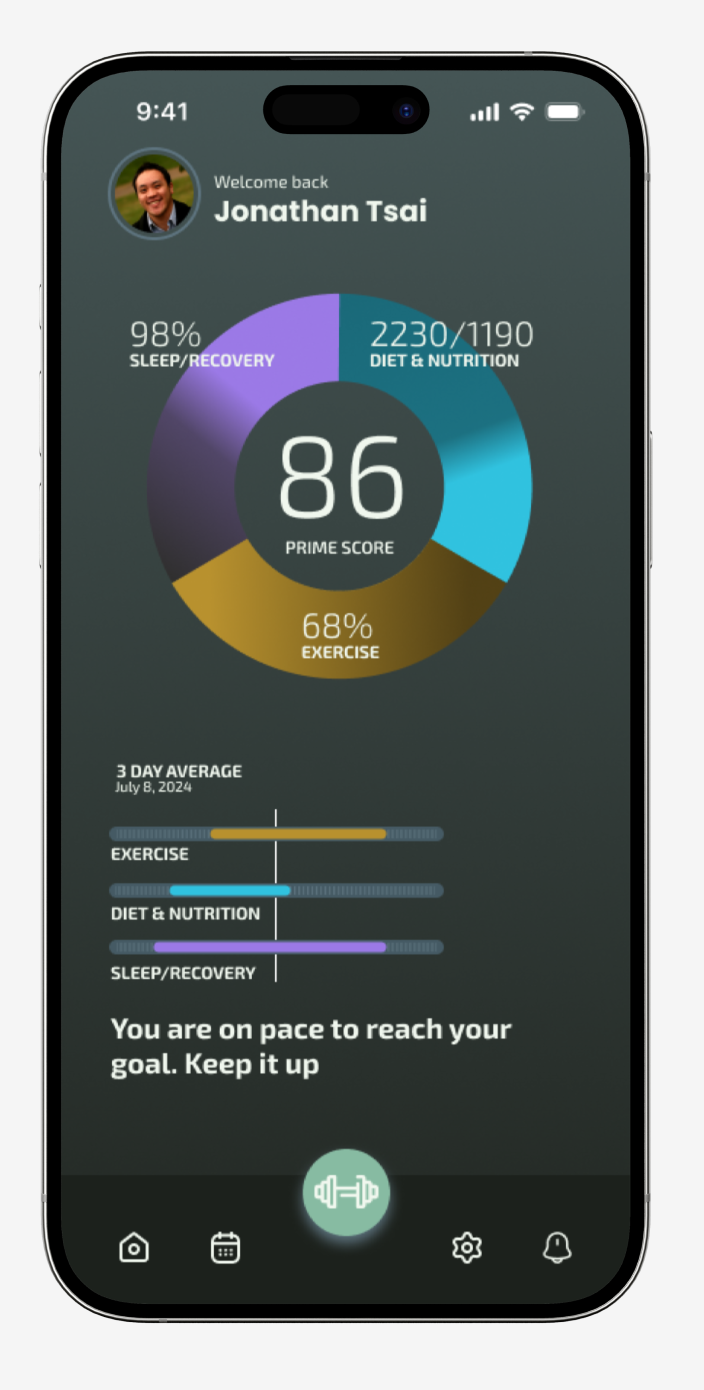 9:41
Welcome back
Jonathan Tsai
98%
SLEEP/RECOVERY
2230/1190
DIET & NUTRITION
86
PRIME SCORE
68%
EXERCISE
3 DAY AVERAGE
July 8, 2024
EXERCISE
DIET & NUTRITION
SLEEP/RECOVERY
You are on pace to reach your
goal. Keep it up